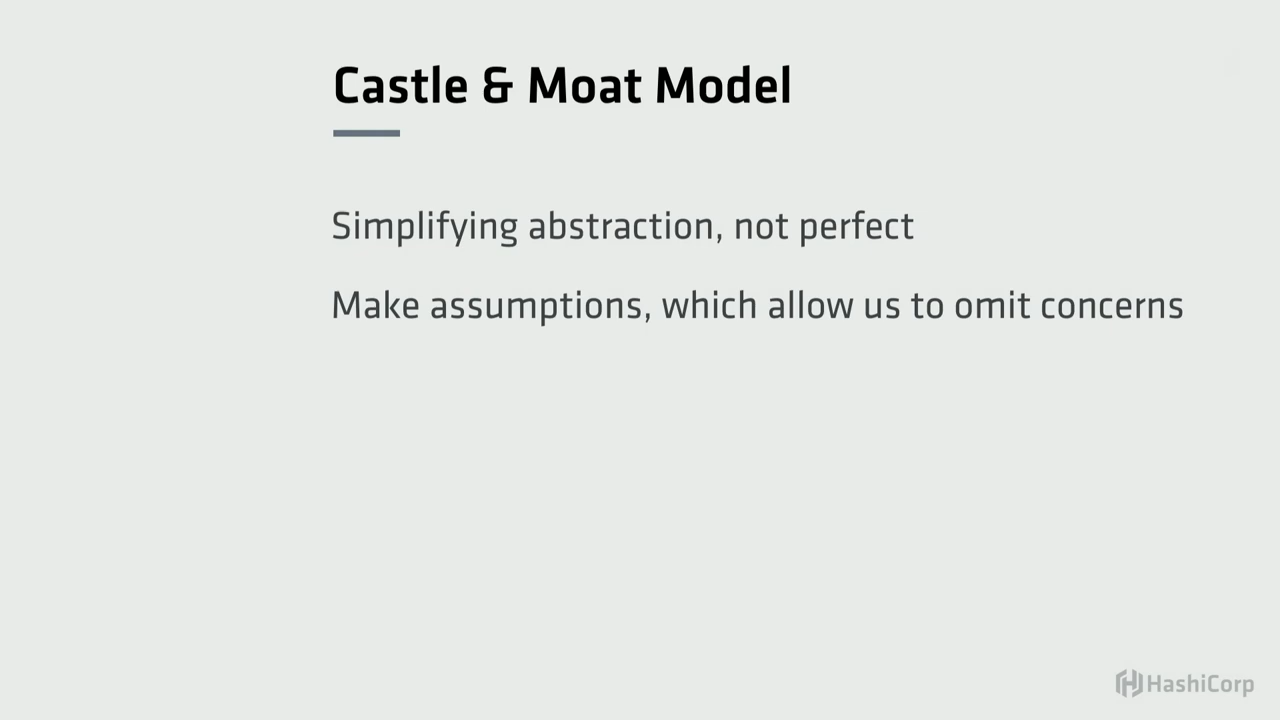 Castle & Moat Model
Simplifying abstraction, not perfect
Make assumptions, which allow us to omit concerns
HashiCorp